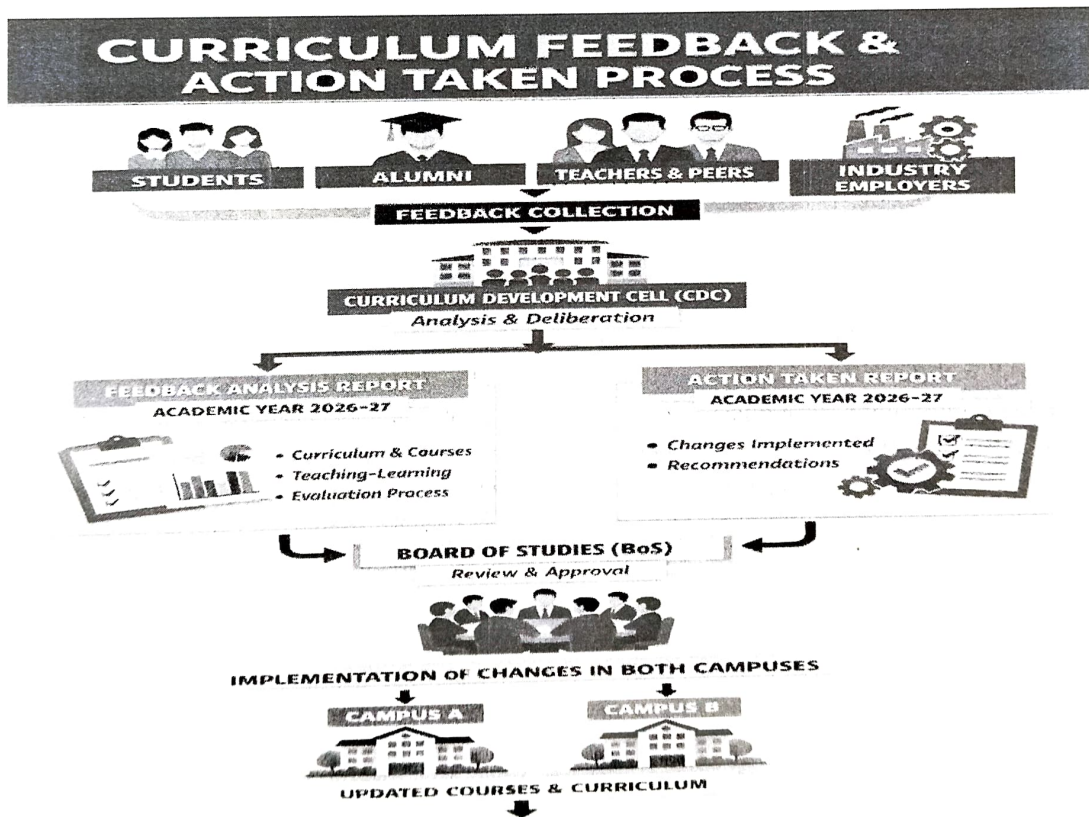 CURRICULUM FEEDBACK &
ACTION TAKEN PROCESS
STUDENTS
ALUMNI
TEACHERS & PEERS
INDUSTRY
EMPLOYERS
FEEDBACK COLLECTION
CURRICULUM DEVELOPMENT CELL (CDC)
Analysis & Deliberation
FEEDBACK ANALYSIS REPORT
ACADEMIC YEAR 2026-27
• Curriculum & Courses
• Teaching-Learning
• Evaluation Process
ACTION TAKEN REPORT
ACADEMIC YEAR 2026-27
• Changes Implemented
• Recommendations
BOARD OF STUDIES (BoS)
Review & Approval
IMPLEMENTATION OF CHANGES IN BOTH CAMPUSES
CAMPUS A
CAMPUS B
UPDATED COURSES & CURRICULUM